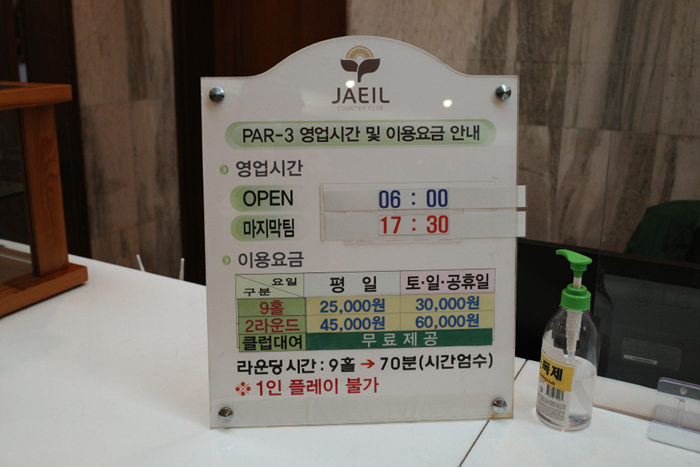 JAEIL
COUNTRY CLUB
PAR-3 영업시간 및 이용요금 안내
영업시간
OPEN 06 : 00
마지막팀 17 : 30
이용요금
요일 구분 평 일 토·일·공휴일
9홀 25,000원 30,000원
2라운드 45,000원 60,000원
클럽대여 무료제공
라운딩시간 : 9홀 → 70분(시간엄수)
※ 1인 플레이 불가
독제